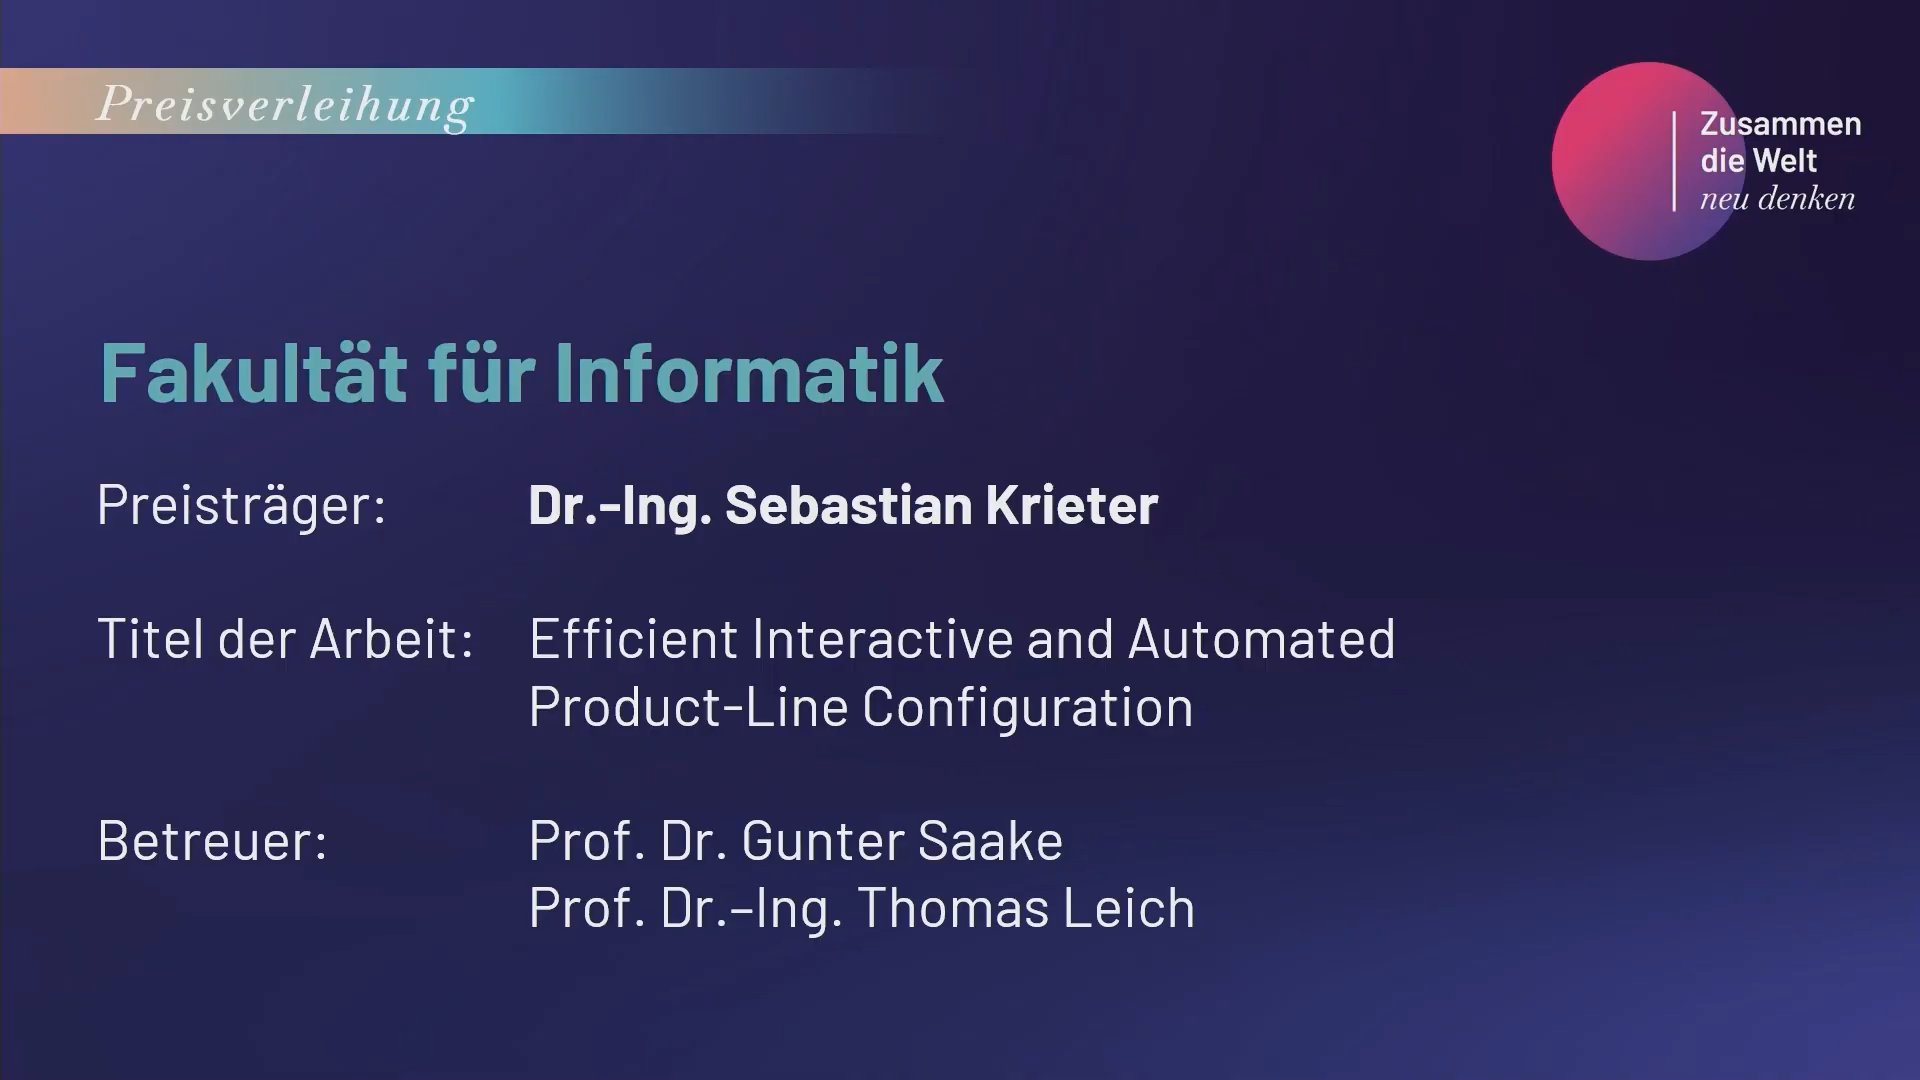 Preisverleihung
Zusammen
die Welt
neu denken
Fakultät für Informatik
Preisträger: Dr.-Ing. Sebastian Krieter
Titel der Arbeit: Efficient Interactive and Automated
Product-Line Configuration
Betreuer: Prof. Dr. Gunter Saake
Prof. Dr.–Ing. Thomas Leich